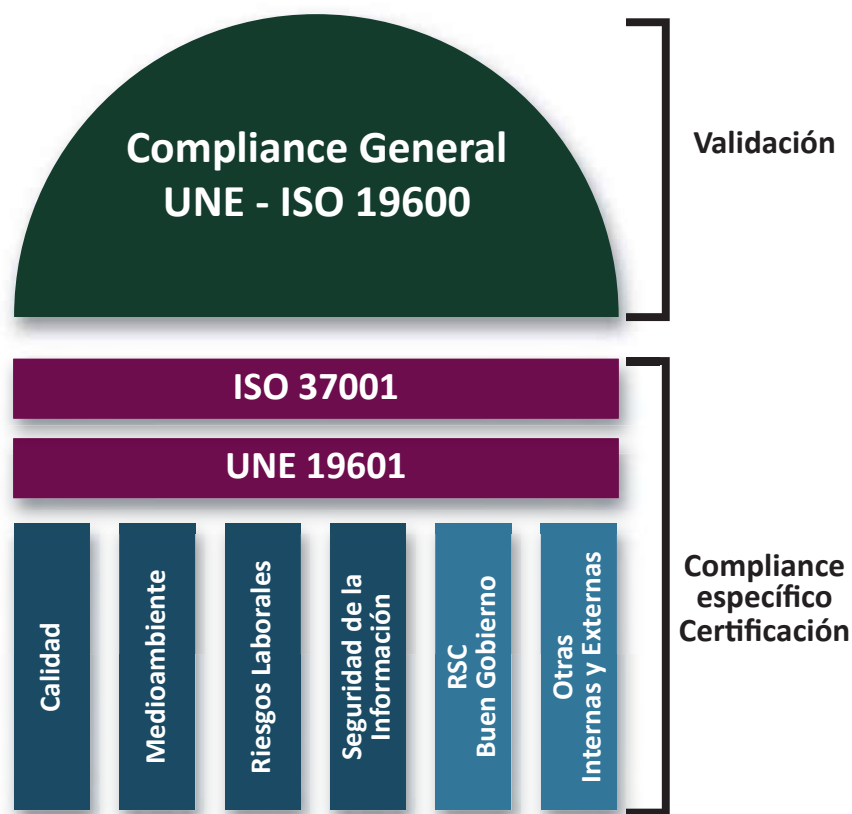 Compliance General
UNE - ISO 19600
Validación
ISO 37001
UNE 19601
Calidad
Medioambiente
Riesgos Laborales
Seguridad de la
Información
RSC
Buen Gobierno
Otras
Internas y Externas
Compliance
específico
Certificación